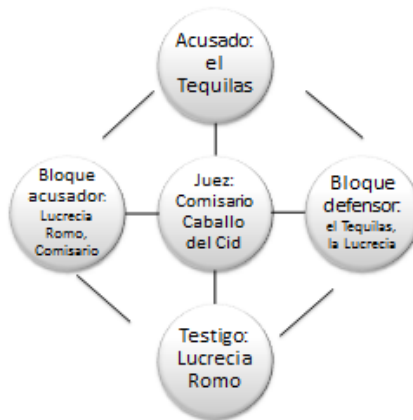 Acusado:
el
Tequilas
Bloque
acusador:
Lucrecia
Romo,
Comisario
Juez:
Comisario
Caballo
del Cid
Bloque
defensor:
el Tequilas,
la Lucrecia
Testigo:
Lucrecia
Romo